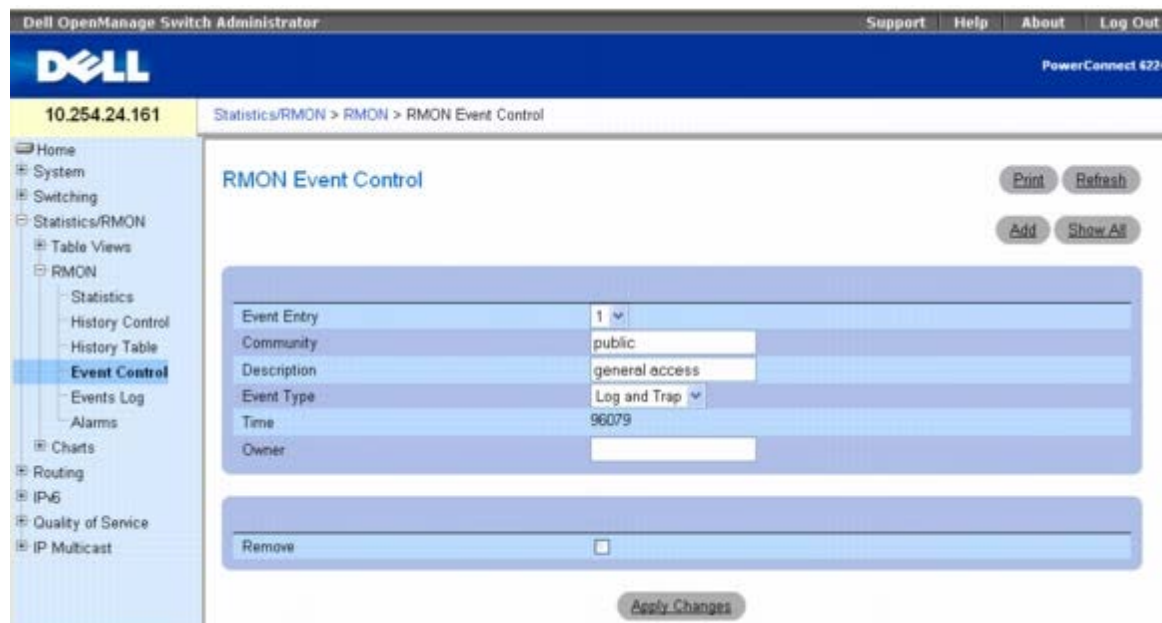 Dell OpenManage Switch Administrator
Support Help About Log Out
DELL
PowerConnect 622
10.254.24.161
Statistics/RMON > RMON > RMON Event Control
Home
System
Switching
Statistics/RMON
Table Views
RMON
Statistics
History Control
History Table
Event Control
Events Log
Alarms
Charts
Routing
IPv6
Quality of Service
IP Multicast
RMON Event Control
Print Refresh
Add Show All
Event Entry 1
Community public
Description general access
Event Type Log and Trap
Time 96079
Owner
Remove
Apply Changes